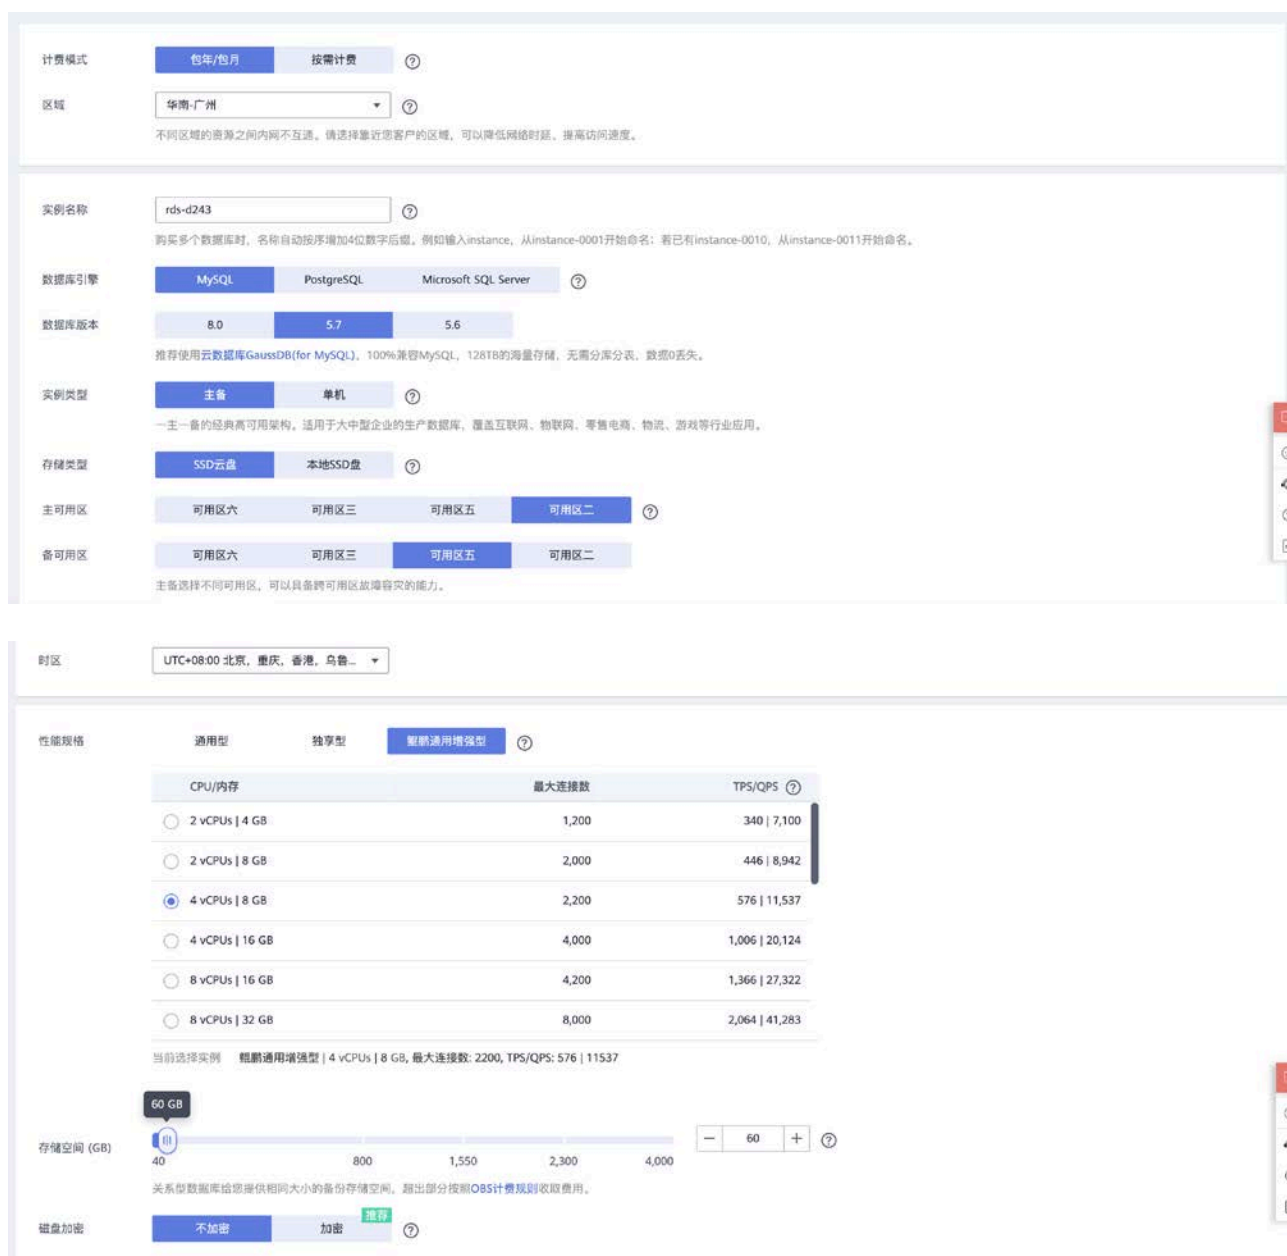 计费模式 包年/包月 按需计费
区域 华南-广州
不同区域的资源之间内网不互通。请选择靠近您客户的区域，可以降低网络时延、提高访问速度。
实例名称 rds-d243
购买多个数据库时，名称自动按序增加4位数字后缀。例如输入instance，从instance-0001开始命名；若已有instance-0010，从instance-0011开始命名。
数据库引擎 MySQL PostgreSQL Microsoft SQL Server
数据库版本 8.0 5.7 5.6
推荐使用云数据库GaussDB(for MySQL)，100%兼容MySQL，128TB的海量存储，无需分库分表，数据0丢失。
实例类型 主备 单机
一主一备的经典高可用架构。适用于大中型企业的生产数据库，覆盖互联网、物联网、零售电商、物流、游戏等行业应用。
存储类型 SSD云盘 本地SSD盘
主可用区 可用区六 可用区三 可用区五 可用区二
备可用区 可用区六 可用区三 可用区五 可用区二
主备选择不同可用区，可以具备跨可用区故障容灾的能力。
时区 UTC+08:00 北京，重庆，香港，乌鲁...
性能规格 通用型 独享型 鲲鹏通用增强型
CPU/内存 最大连接数 TPS/QPS
2 vCPUs | 4 GB 1,200 340 | 7,100
2 vCPUs | 8 GB 2,000 446 | 8,942
4 vCPUs | 8 GB 2,200 576 | 11,537
4 vCPUs | 16 GB 4,000 1,006 | 20,124
8 vCPUs | 16 GB 4,200 1,366 | 27,322
8 vCPUs | 32 GB 8,000 2,064 | 41,283
当前选择实例 鲲鹏通用增强型 | 4 vCPUs | 8 GB, 最大连接数: 2200, TPS/QPS: 576 | 11537
60 GB
存储空间 (GB) 60
40 800 1,550 2,300 4,000
关系型数据库给您提供相同大小的备份存储空间，超出部分按照OBS计费规则收取费用。
推荐
磁盘加密 不加密 加密